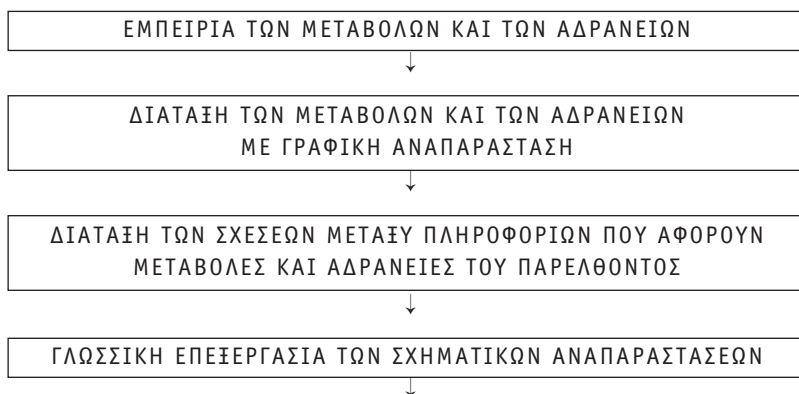 ΕΜΠΕΙΡΙΑ ΤΩΝ ΜΕΤΑΒΟΛΩΝ ΚΑΙ ΤΩΝ ΑΔΡΑΝΕΙΩΝ
↓
ΔΙΑΤΑΞΗ ΤΩΝ ΜΕΤΑΒΟΛΩΝ ΚΑΙ ΤΩΝ ΑΔΡΑΝΕΙΩΝ
ΜΕ ΓΡΑΦΙΚΗ ΑΝΑΠΑΡΑΣΤΑΣΗ
↓
ΔΙΑΤΑΞΗ ΤΩΝ ΣΧΕΣΕΩΝ ΜΕΤΑΞΥ ΠΛΗΡΟΦΟΡΙΩΝ ΠΟΥ ΑΦΟΡΟΥΝ
ΜΕΤΑΒΟΛΕΣ ΚΑΙ ΑΔΡΑΝΕΙΕΣ ΤΟΥ ΠΑΡΕΛΘΟΝΤΟΣ
↓
ΓΛΩΣΣΙΚΗ ΕΠΕΞΕΡΓΑΣΙΑ ΤΩΝ ΣΧΗΜΑΤΙΚΩΝ ΑΝΑΠΑΡΑΣΤΑΣΕΩΝ
↓